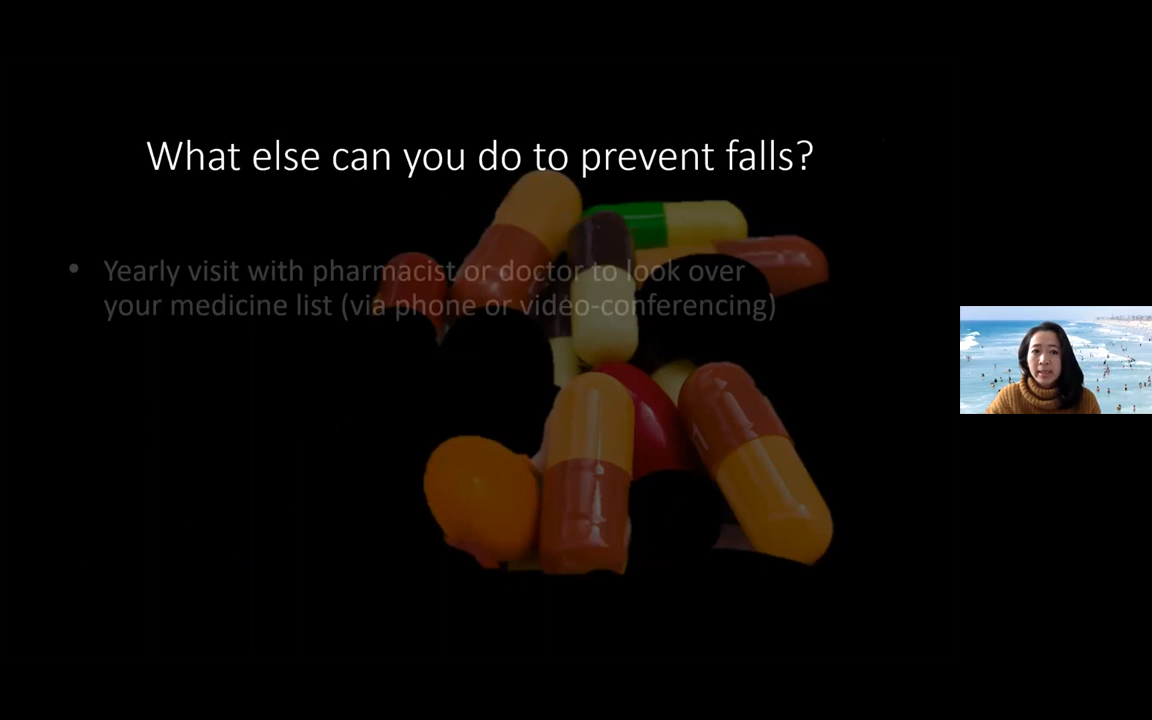 What else can you do to prevent falls?
• Yearly visit with pharmacist or doctor to look over
your medicine list (via phone or video-conferencing)